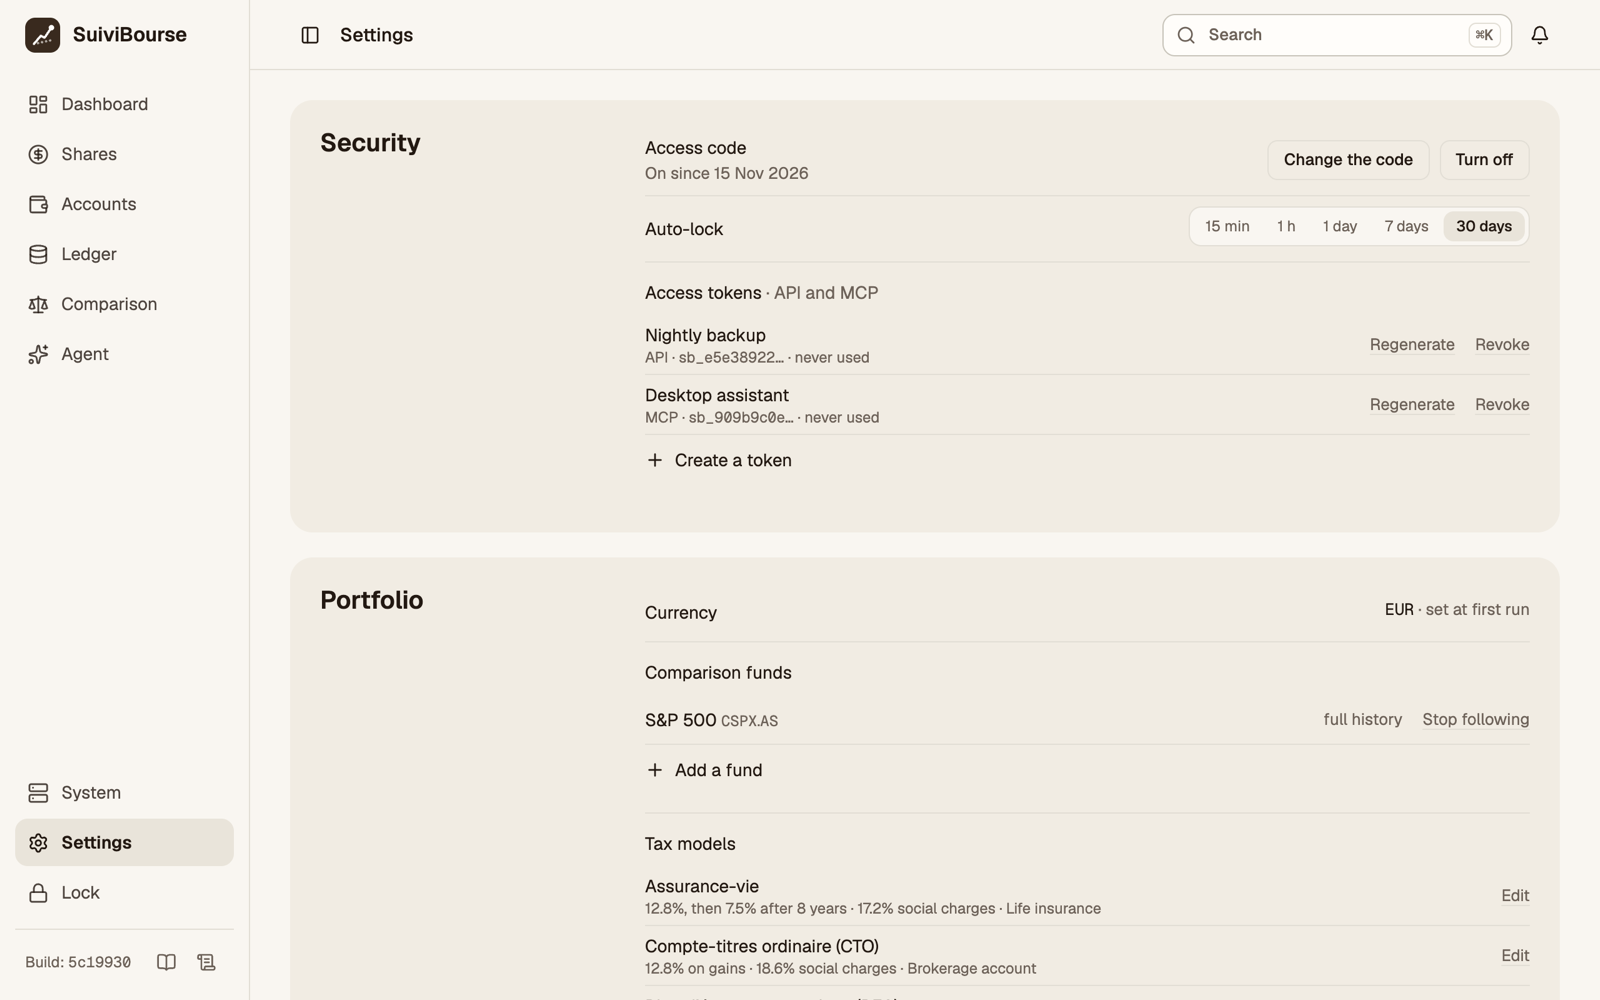 SuiviBourse
Settings
Search
⌘K
Dashboard
Shares
Accounts
Ledger
Comparison
Agent
System
Settings
Lock
Build: 5c19930
Security
Access code
On since 15 Nov 2026
Change the code
Turn off
Auto-lock
15 min
1 h
1 day
7 days
30 days
Access tokens · API and MCP
Nightly backup
API · sb_e5e38922… · never used
Regenerate
Revoke
Desktop assistant
MCP · sb_909b9c0e… · never used
Regenerate
Revoke
Create a token
Portfolio
Currency
EUR · set at first run
Comparison funds
S&P 500 CSPX.AS
full history
Stop following
Add a fund
Tax models
Assurance-vie
12.8%, then 7.5% after 8 years · 17.2% social charges · Life insurance
Edit
Compte-titres ordinaire (CTO)
12.8% on gains · 18.6% social charges · Brokerage account
Edit